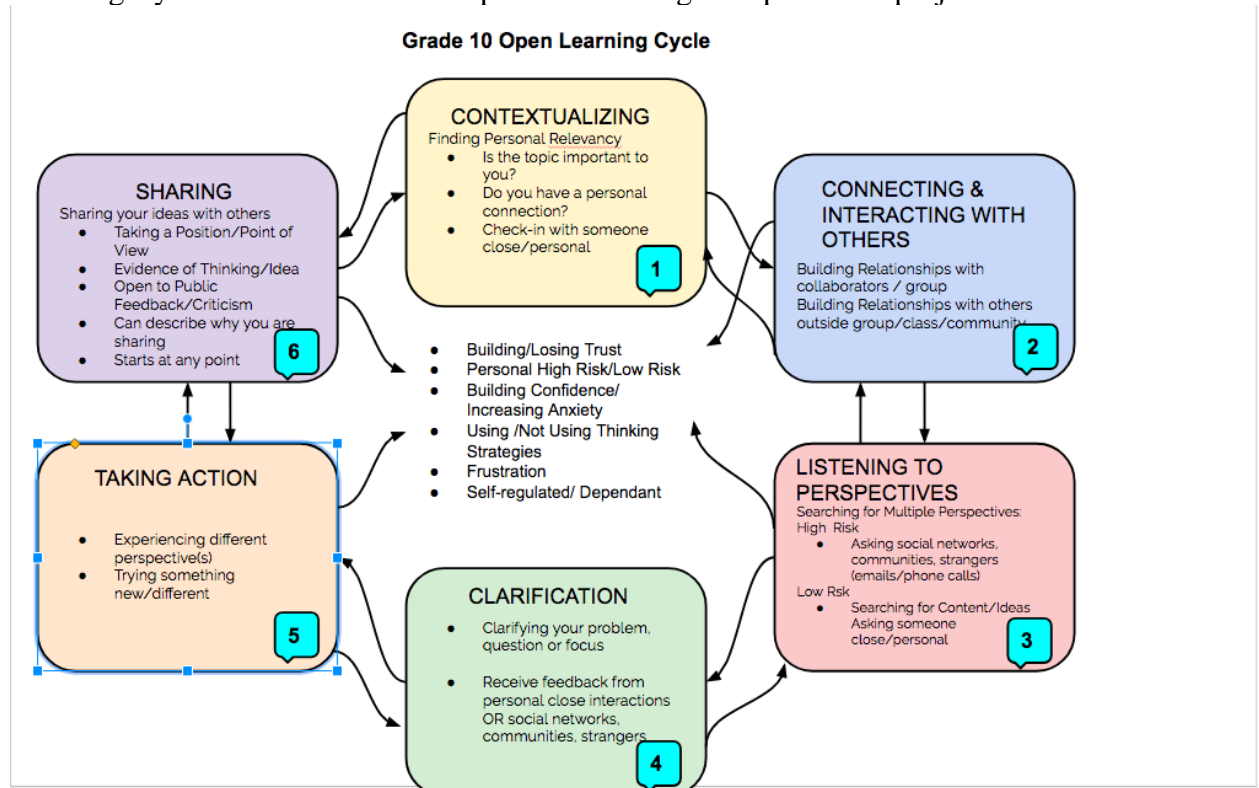 Grade 10 Open Learning Cycle
CONTEXTUALIZING
Finding Personal Relevancy
● Is the topic important to
you?
● Do you have a personal
connection?
● Check-in with someone
close/personal
1
CONNECTING &
INTERACTING WITH
OTHERS
Building Relationships with
collaborators / group
Building Relationships with others
outside group/class/community
2
LISTENING TO
PERSPECTIVES
Searching for Multiple Perspectives:
High Risk
● Asking social networks,
communities, strangers
(emails/phone calls)
Low Rsk
● Searching for Content/Ideas
Asking someone
close/personal
3
CLARIFICATION
● Clarifying your problem,
question or focus
● Receive feedback from
personal close interactions
OR social networks,
communities, strangers
4
TAKING ACTION
● Experiencing different
perspective(s)
● Trying something
new/different
5
SHARING
Sharing your ideas with others
● Taking a Position/Point of
View
● Evidence of Thinking/Idea
● Open to Public
Feedback/Criticism
● Can describe why you are
sharing
● Starts at any point
6
● Building/Losing Trust
● Personal High Risk/Low Risk
● Building Confidence/
Increasing Anxiety
● Using /Not Using Thinking
Strategies
● Frustration
● Self-regulated/ Dependant